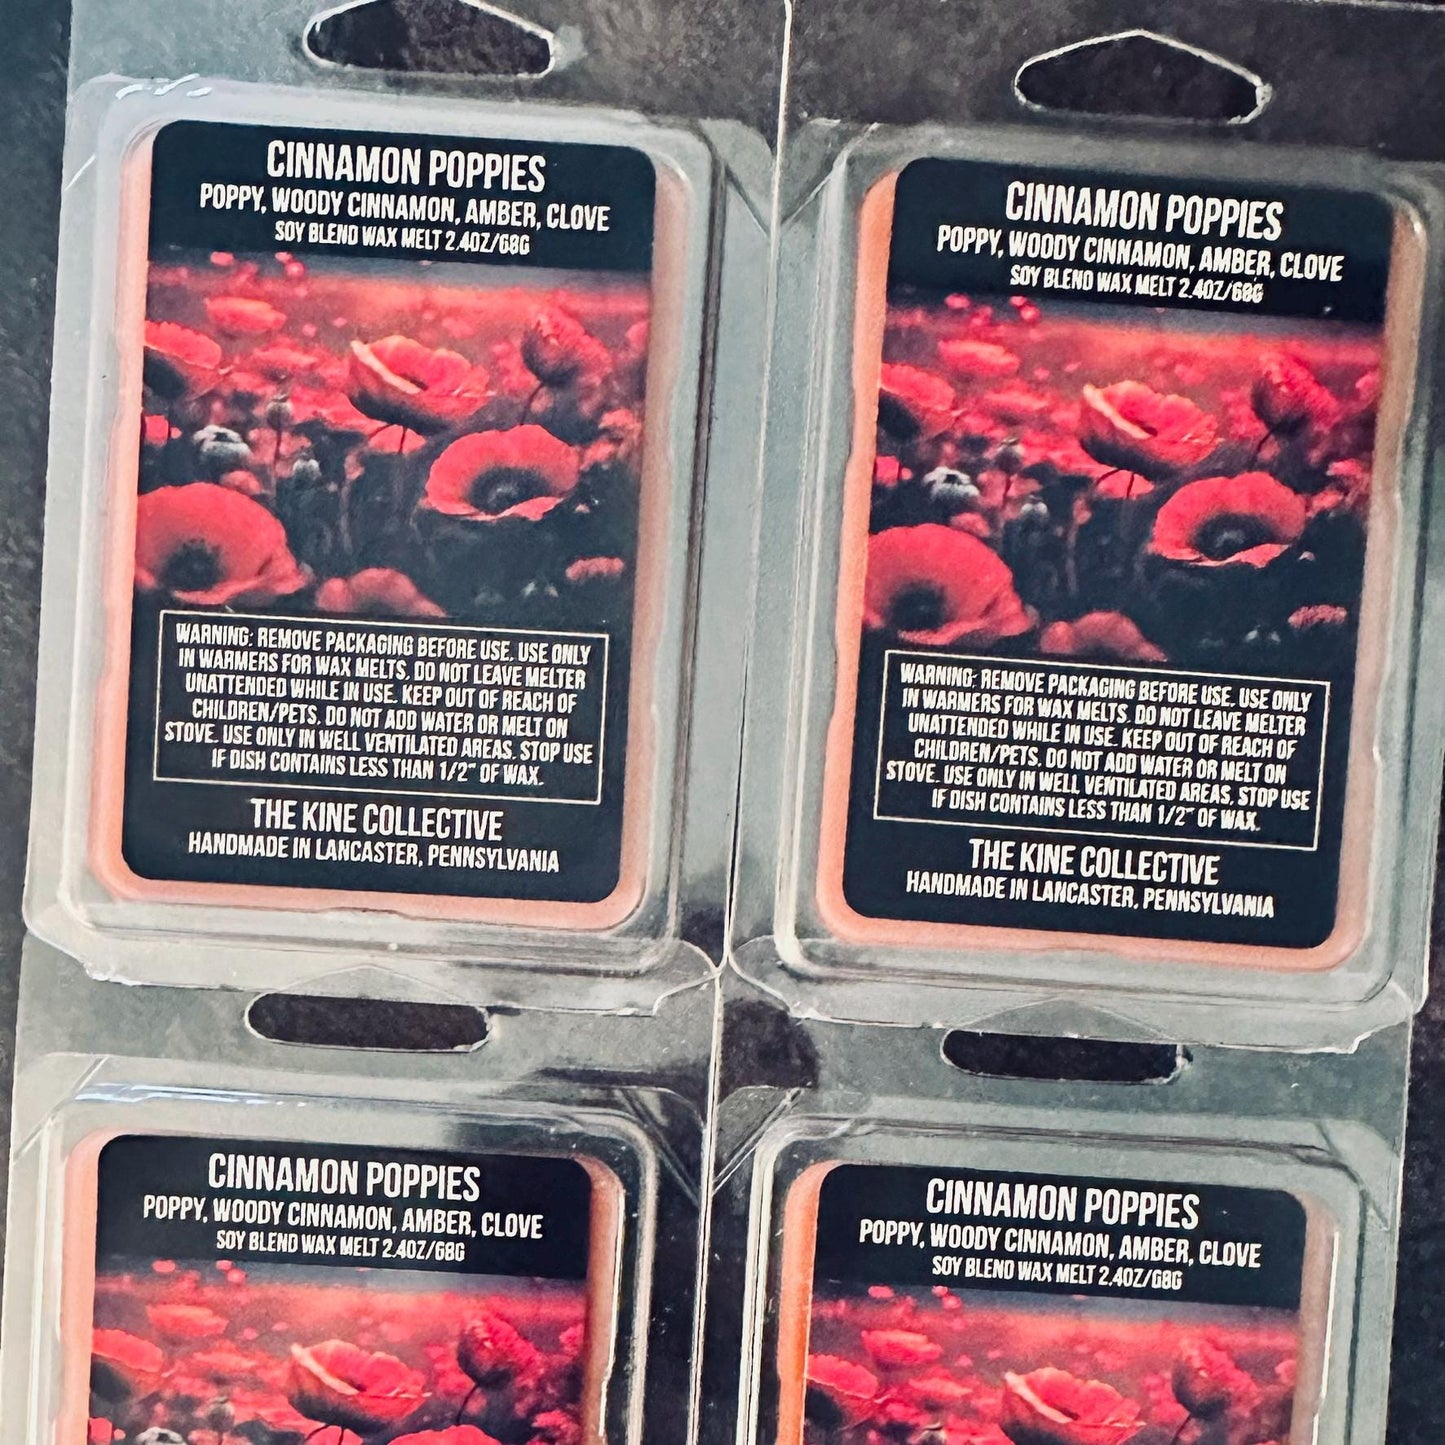 CINNAMON POPPIES
POPPY, WOODY CINNAMON, AMBER, CLOVE
SOY BLEND WAX MELT 2.4OZ/68G
WARNING: REMOVE PACKAGING BEFORE USE. USE ONLY
IN WARMERS FOR WAX MELTS. DO NOT LEAVE MELTER
UNATTENDED WHILE IN USE. KEEP OUT OF REACH OF
CHILDREN/PETS. DO NOT ADD WATER OR MELT ON
STOVE. USE ONLY IN WELL VENTILATED AREAS. STOP USE
IF DISH CONTAINS LESS THAN 1/2" OF WAX.
THE KINE COLLECTIVE
HANDMADE IN LANCASTER, PENNSYLVANIA
CINNAMON POPPIES
POPPY, WOODY CINNAMON, AMBER, CLOVE
SOY BLEND WAX MELT 2.4OZ/68G
WARNING: REMOVE PACKAGING BEFORE USE. USE ONLY
IN WARMERS FOR WAX MELTS. DO NOT LEAVE MELTER
UNATTENDED WHILE IN USE. KEEP OUT OF REACH OF
CHILDREN/PETS. DO NOT ADD WATER OR MELT ON
STOVE. USE ONLY IN WELL VENTILATED AREAS. STOP USE
IF DISH CONTAINS LESS THAN 1/2" OF WAX.
THE KINE COLLECTIVE
HANDMADE IN LANCASTER, PENNSYLVANIA
CINNAMON POPPIES
POPPY, WOODY CINNAMON, AMBER, CLOVE
SOY BLEND WAX MELT 2.4OZ/68G
CINNAMON POPPIES
POPPY, WOODY CINNAMON, AMBER, CLOVE
SOY BLEND WAX MELT 2.4OZ/68G